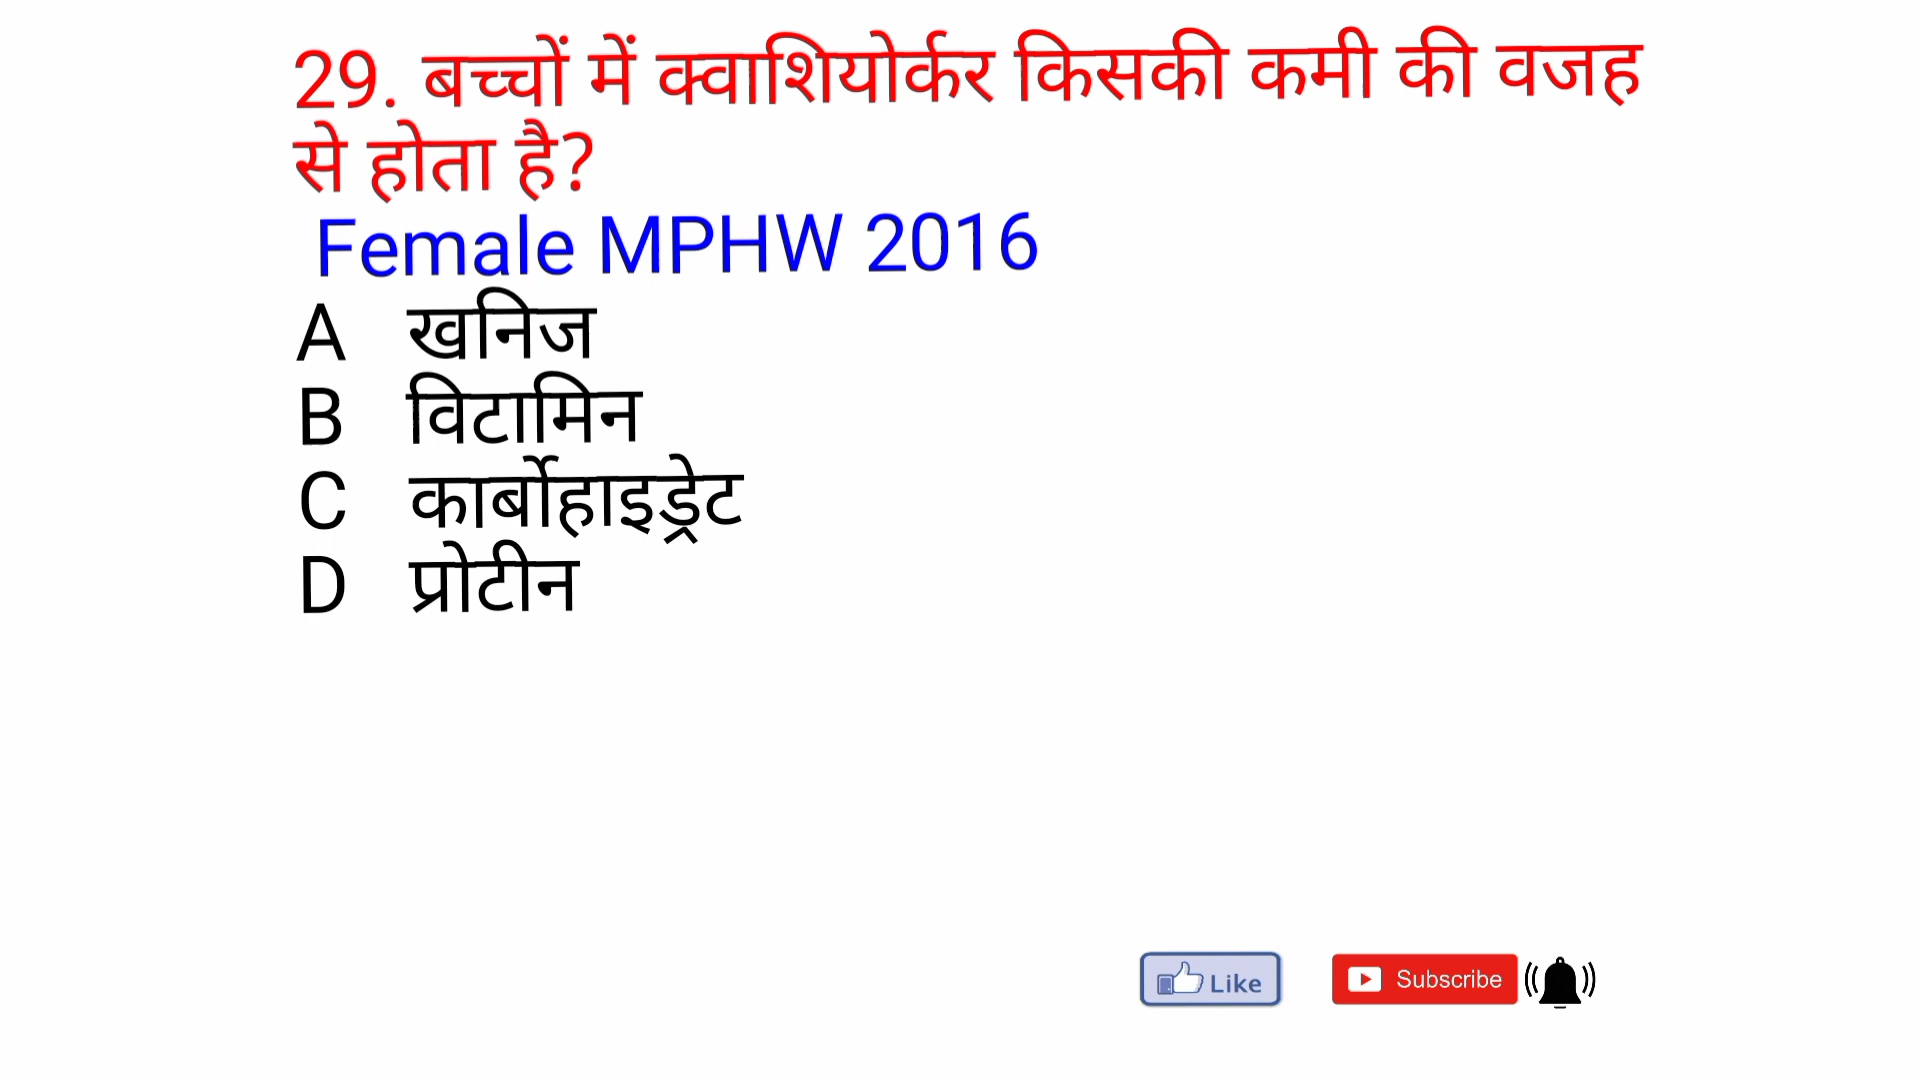 29. बच्चों में क्वाशियोर्कर किसकी कमी की वजह
से होता है?
Female MPHW 2016
A खनिज
B विटामिन
C कार्बोहाइड्रेट
D प्रोटीन
Like Subscribe